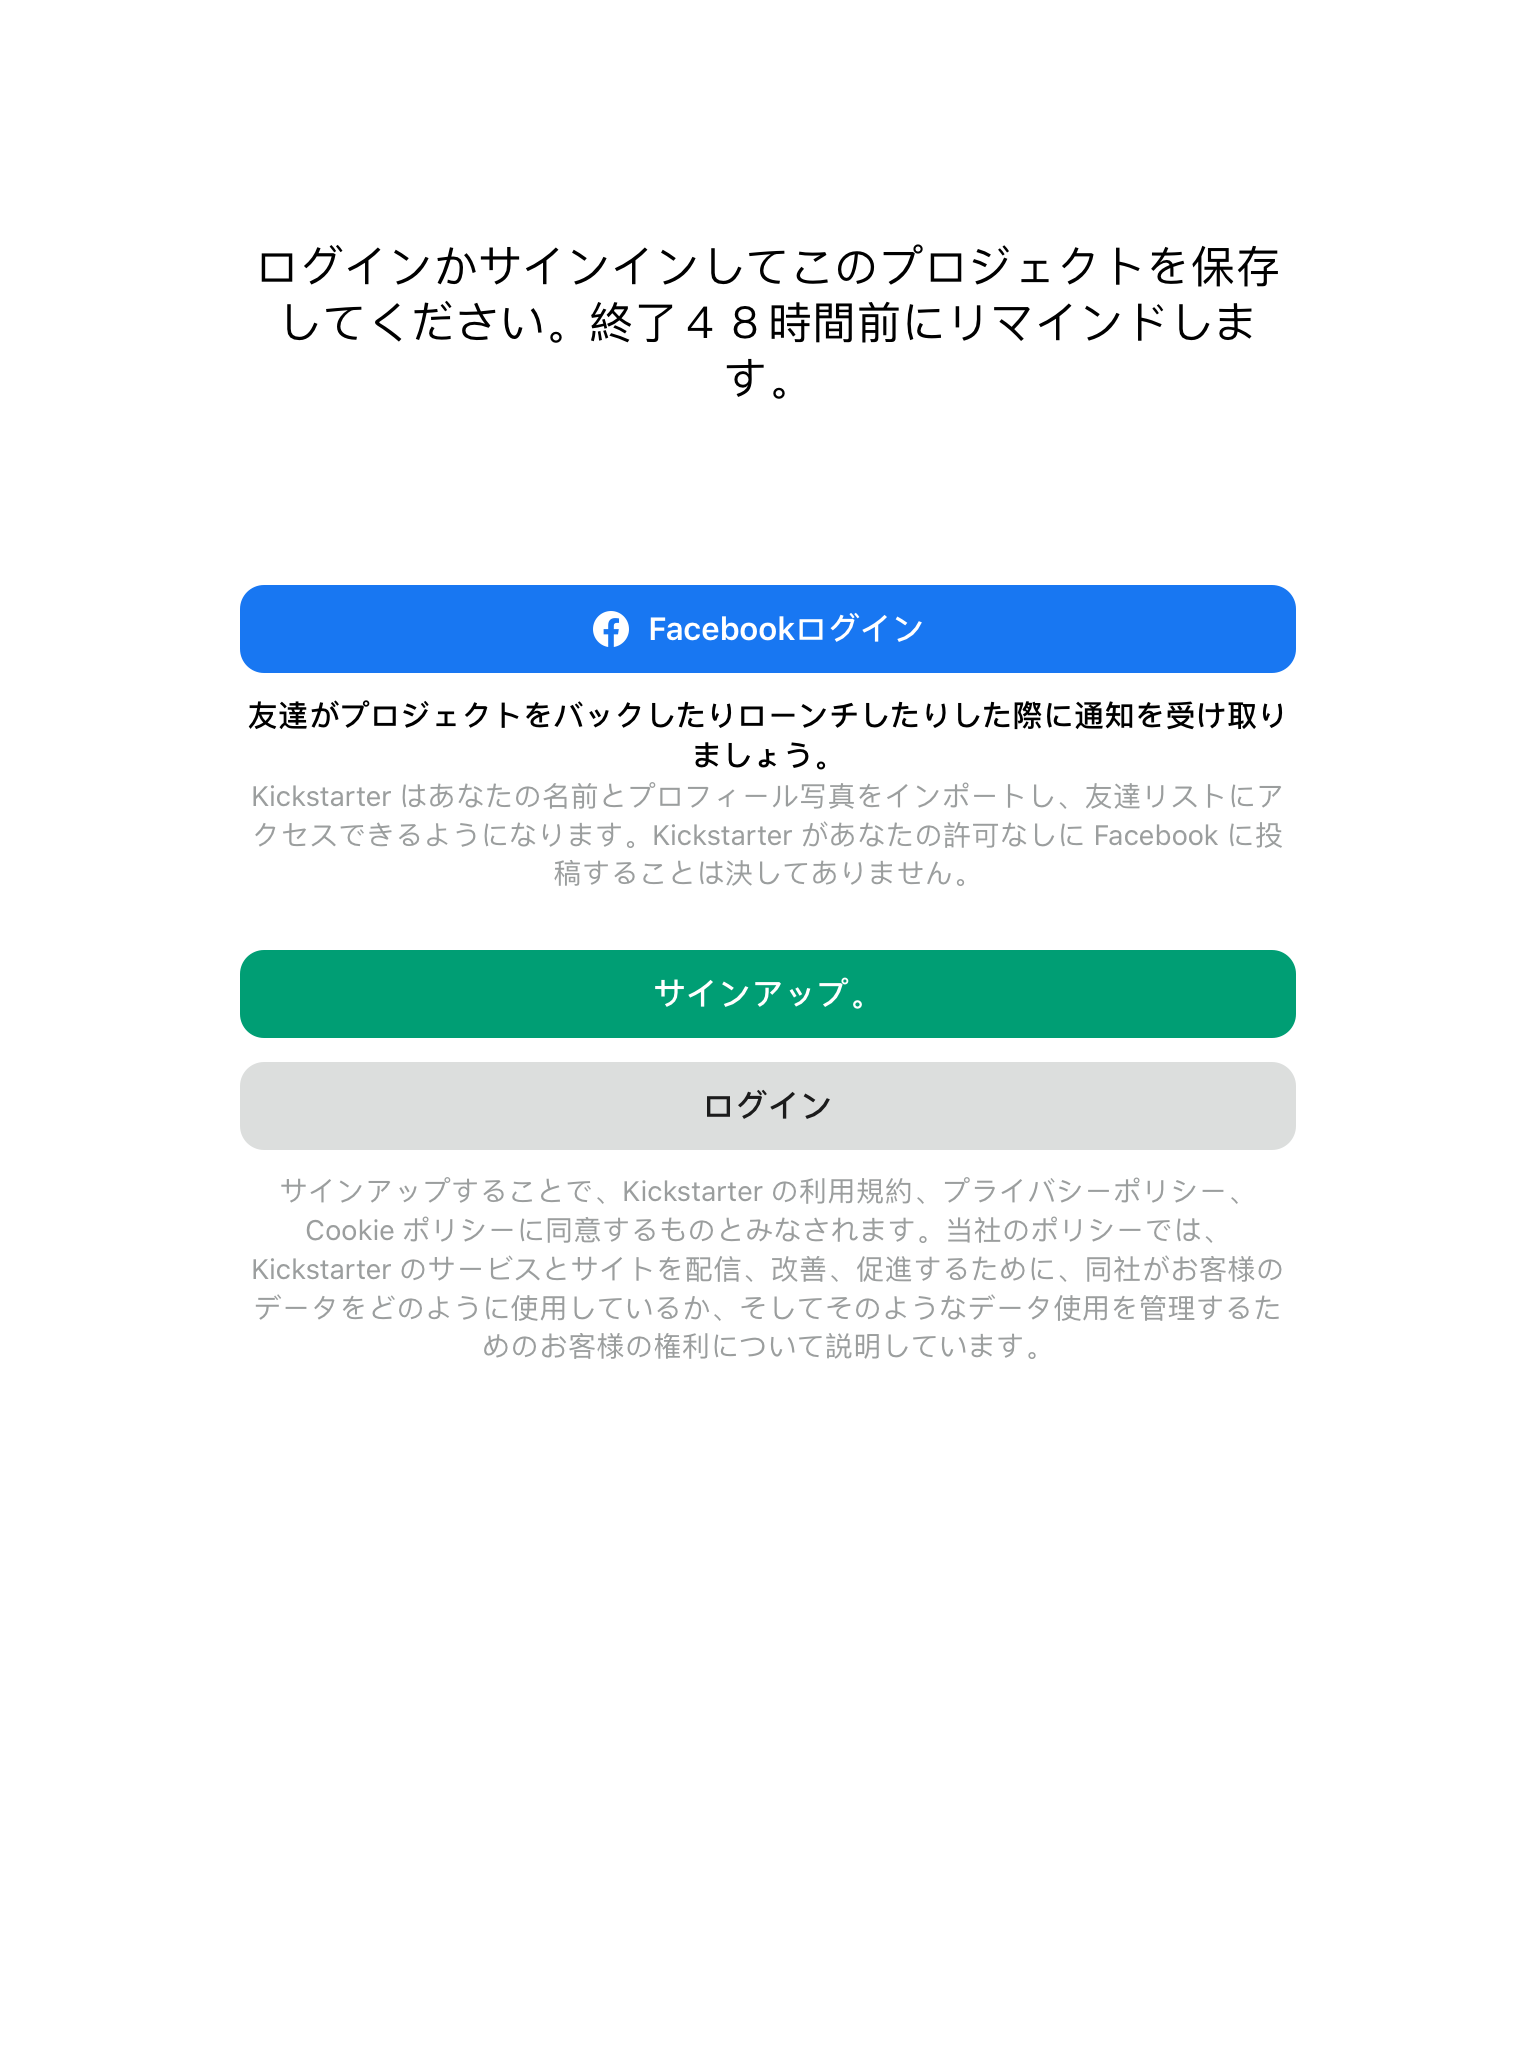 ログインかサインインしてこのプロジェクトを保存
してください。終了４８時間前にリマインドしま
す。
Facebookログイン
友達がプロジェクトをバックしたりローンチしたりした際に通知を受け取り
ましょう。
Kickstarter はあなたの名前とプロフィール写真をインポートし、友達リストにア
クセスできるようになります。Kickstarter があなたの許可なしに Facebook に投
稿することは決してありません。
サインアップ。
ログイン
サインアップすることで、Kickstarter の利用規約、プライバシーポリシー、
Cookie ポリシーに同意するものとみなされます。当社のポリシーでは、
Kickstarter のサービスとサイトを配信、改善、促進するために、同社がお客様の
データをどのように使用しているか、そしてそのようなデータ使用を管理するた
めのお客様の権利について説明しています。